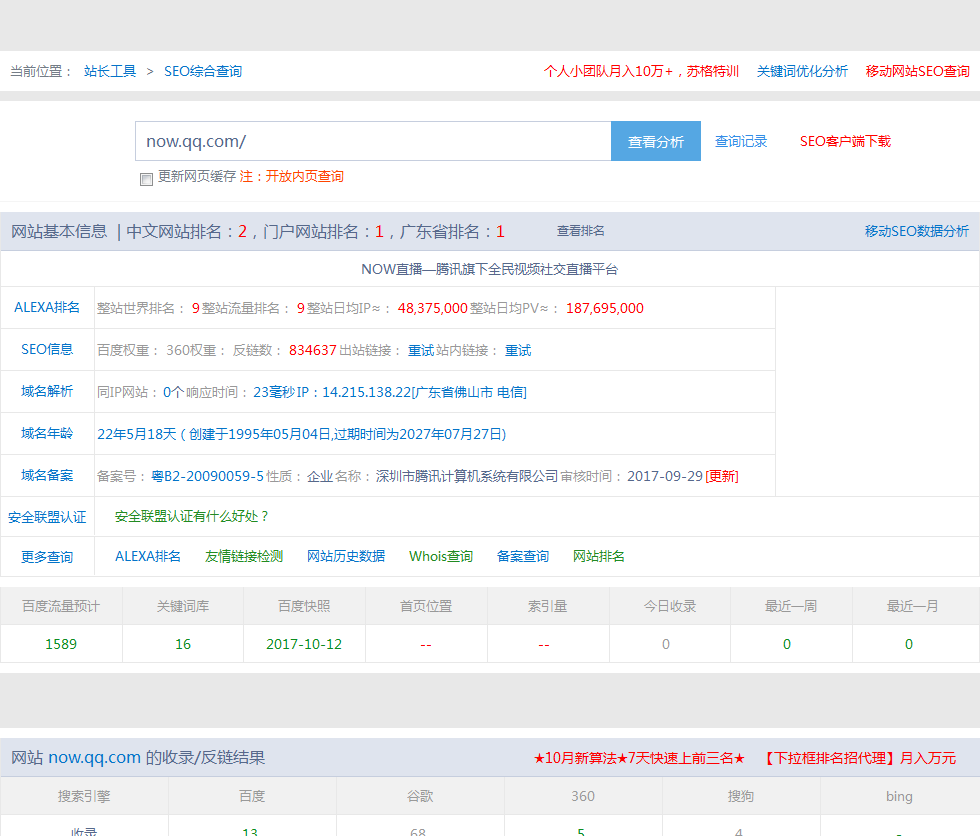 当前位置： 站长工具 > SEO综合查询 个人小团队月入10万+，苏格特训 关键词优化分析 移动网站SEO查询
now.qq.com/ 查看分析 查询记录 SEO客户端下载
更新网页缓存 注：开放内页查询
网站基本信息 | 中文网站排名：2，门户网站排名：1，广东省排名：1 查看排名 移动SEO数据分析
NOW直播—腾讯旗下全民视频社交直播平台
ALEXA排名 整站世界排名： 9 整站流量排名： 9 整站日均IP≈： 48,375,000 整站日均PV≈： 187,695,000
SEO信息 百度权重： 360权重： 反链数： 834637 出站链接： 重试 站内链接： 重试
域名解析 同IP网站：0个 响应时间：23毫秒 IP：14.215.138.22[广东省佛山市 电信]
域名年龄 22年5月18天（创建于1995年05月04日,过期时间为2027年07月27日)
域名备案 备案号：粤B2-20090059-5 性质：企业 名称：深圳市腾讯计算机系统有限公司 审核时间：2017-09-29 [更新]
安全联盟认证 安全联盟认证有什么好处？
更多查询 ALEXA排名 友情链接检测 网站历史数据 Whois查询 备案查询 网站排名
百度流量预计 关键词库 百度快照 首页位置 索引量 今日收录 最近一周 最近一月
1589 16 2017-10-12 -- -- 0 0 0
网站 now.qq.com 的收录/反链结果 ★10月新算法★7天快速上前三名★ 【下拉框排名招代理】月入万元
搜索引擎 百度 谷歌 360 搜狗 bing
收录 13 68 5 4 -